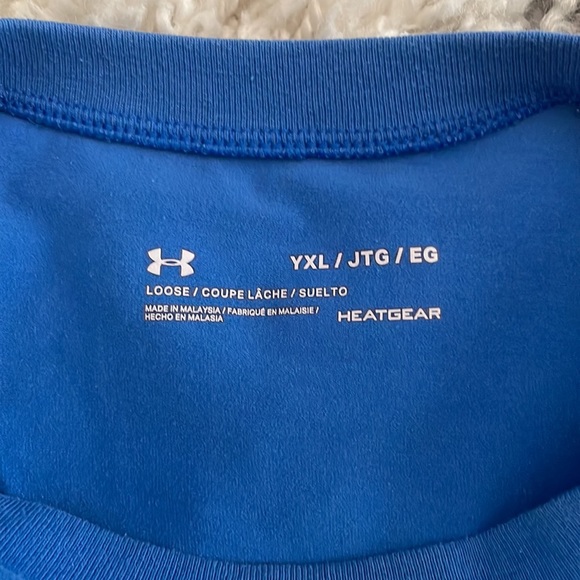 YXL / JTG / EG
LOOSE / COUPE LÂCHE / SUELTO
MADE IN MALAYSIA / FABRIQUÉ EN MALAISIE /
HECHO EN MALASIA
HEATGEAR